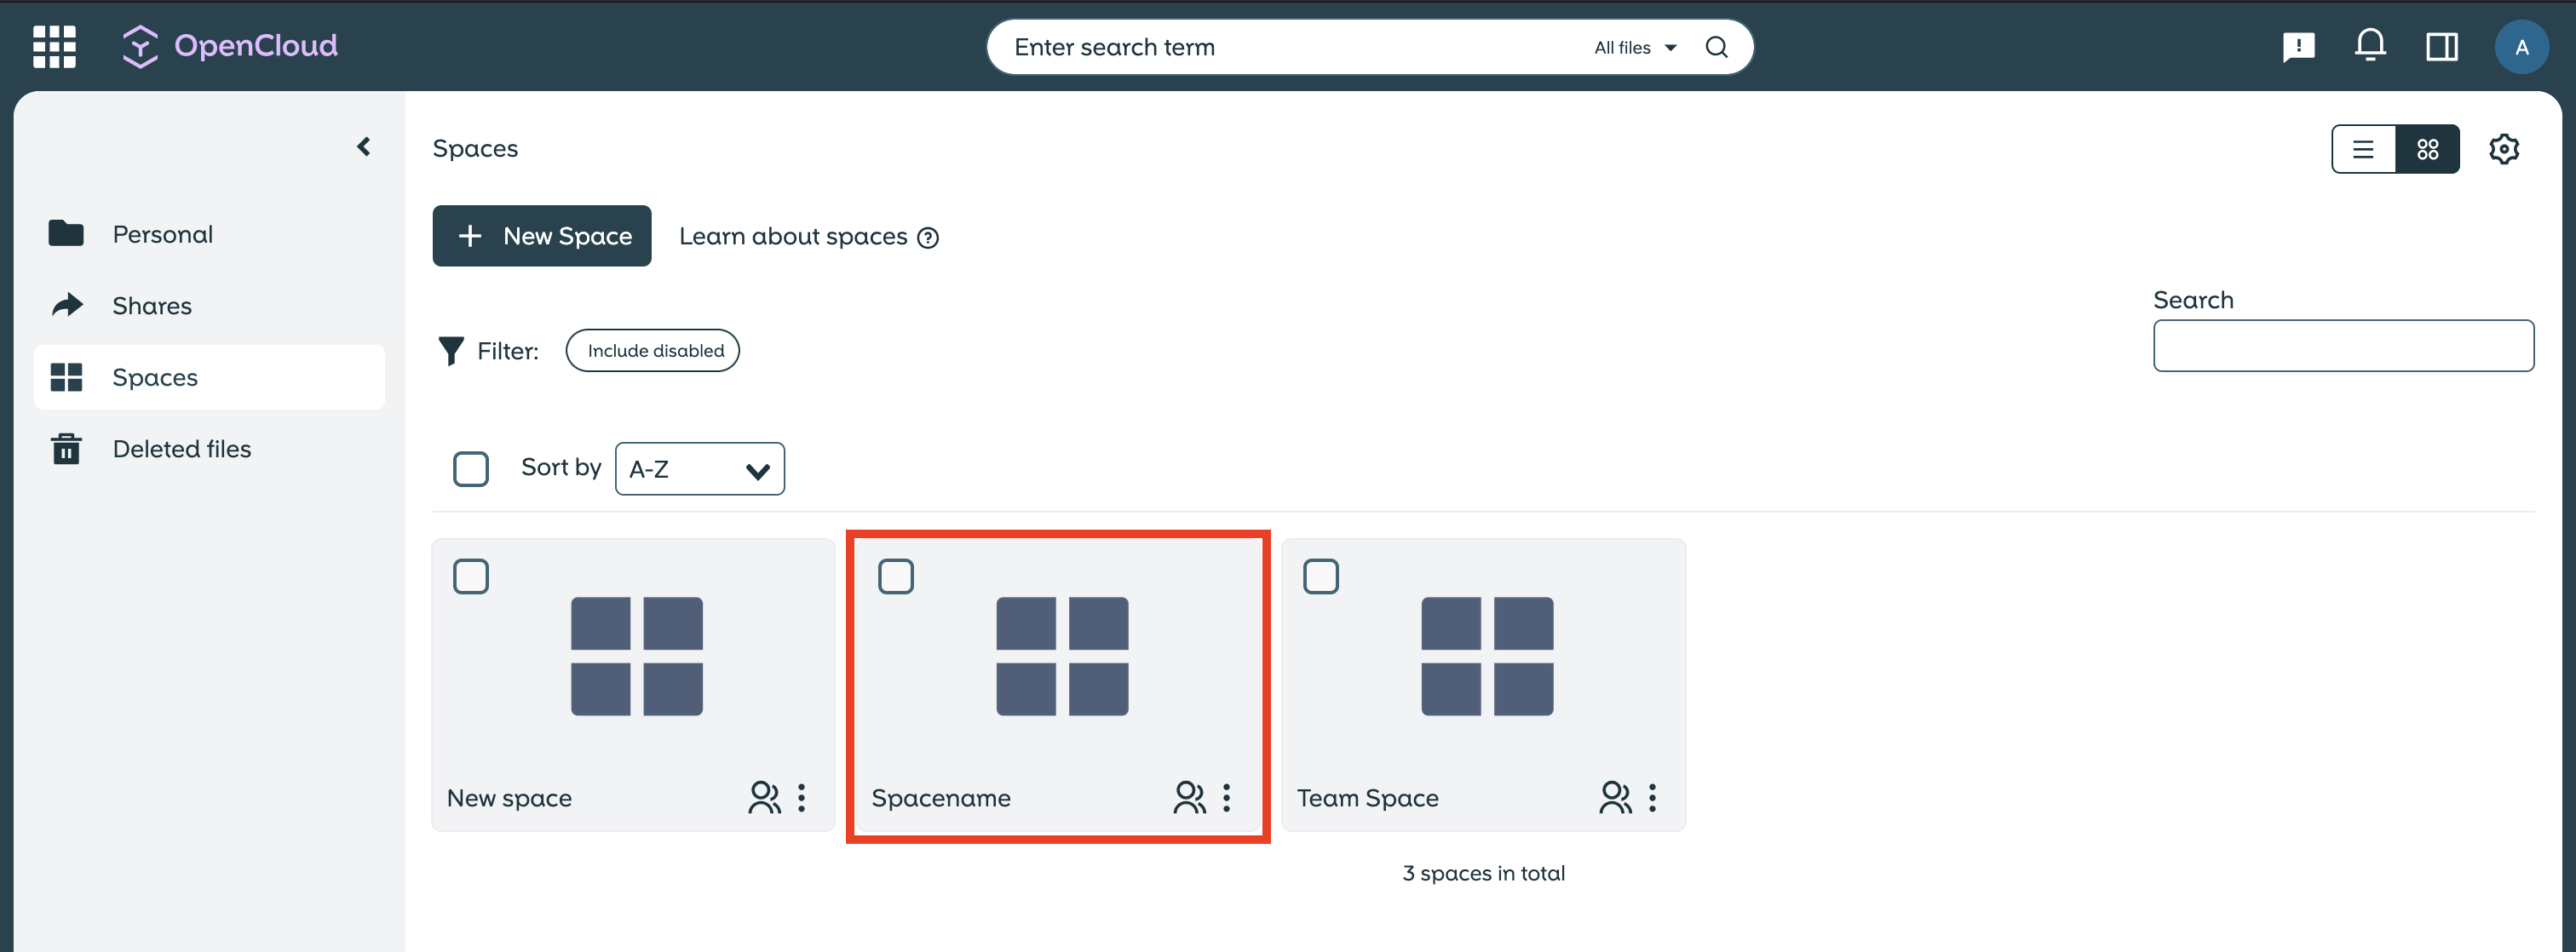 OpenCloud
Enter search term
All files
A
Spaces
Personal
New Space
Learn about spaces
Shares
Search
Filter:
Include disabled
Spaces
Deleted files
Sort by
A-Z
New space
Spacename
Team Space
3 spaces in total